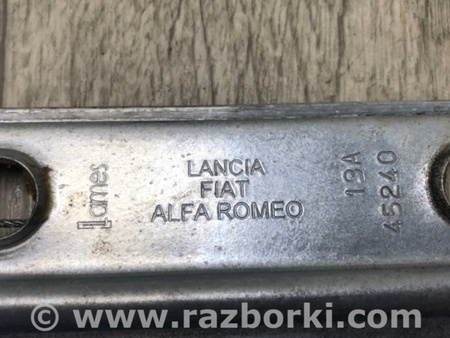 Lames
LANCIA
FIAT
ALFA ROMEO
19A
45240
© www.razborki.com